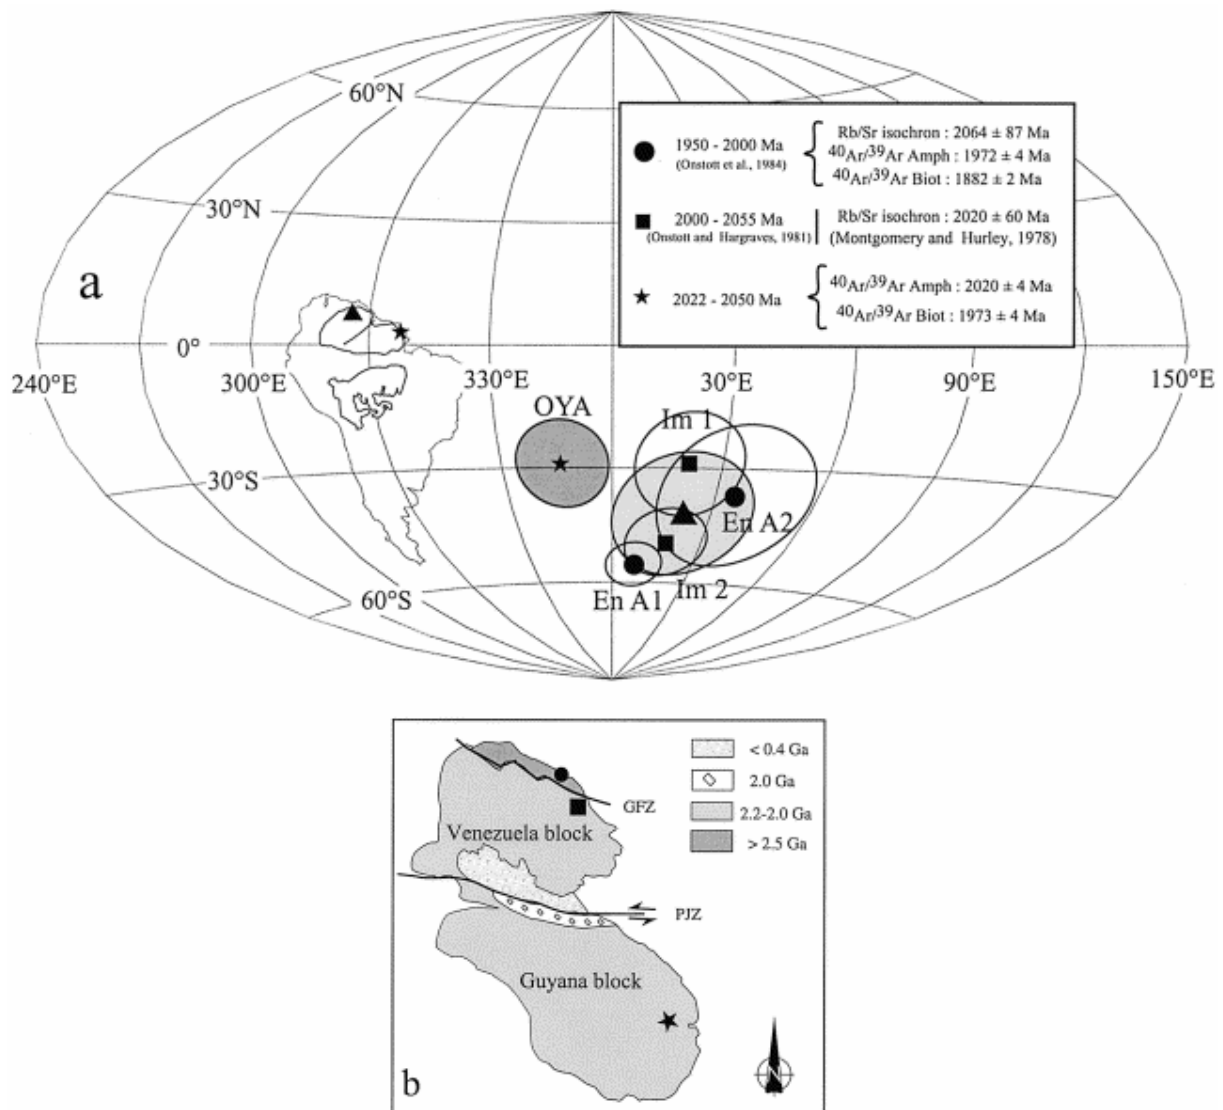 60°N
1950 - 2000 Ma
(Onstott et al., 1984)
Rb/Sr isochron : 2064 ± 87 Ma
40Ar/39Ar Amph : 1972 ± 4 Ma
40Ar/39Ar Biot : 1882 ± 2 Ma
30°N
2000 - 2055 Ma
(Onstott and Hargraves, 1981)
Rb/Sr isochron : 2020 ± 60 Ma
(Montgomery and Hurley, 1978)
a
2022 - 2050 Ma
40Ar/39Ar Amph : 2020 ± 4 Ma
40Ar/39Ar Biot : 1973 ± 4 Ma
0°
240°E
300°E
330°E
30°E
90°E
150°E
OYA
Im 1
30°S
En A2
Im 2
En A1
60°S
< 0.4 Ga
2.0 Ga
2.2-2.0 Ga
> 2.5 Ga
GFZ
Venezuela block
PJZ
Guyana block
N
b